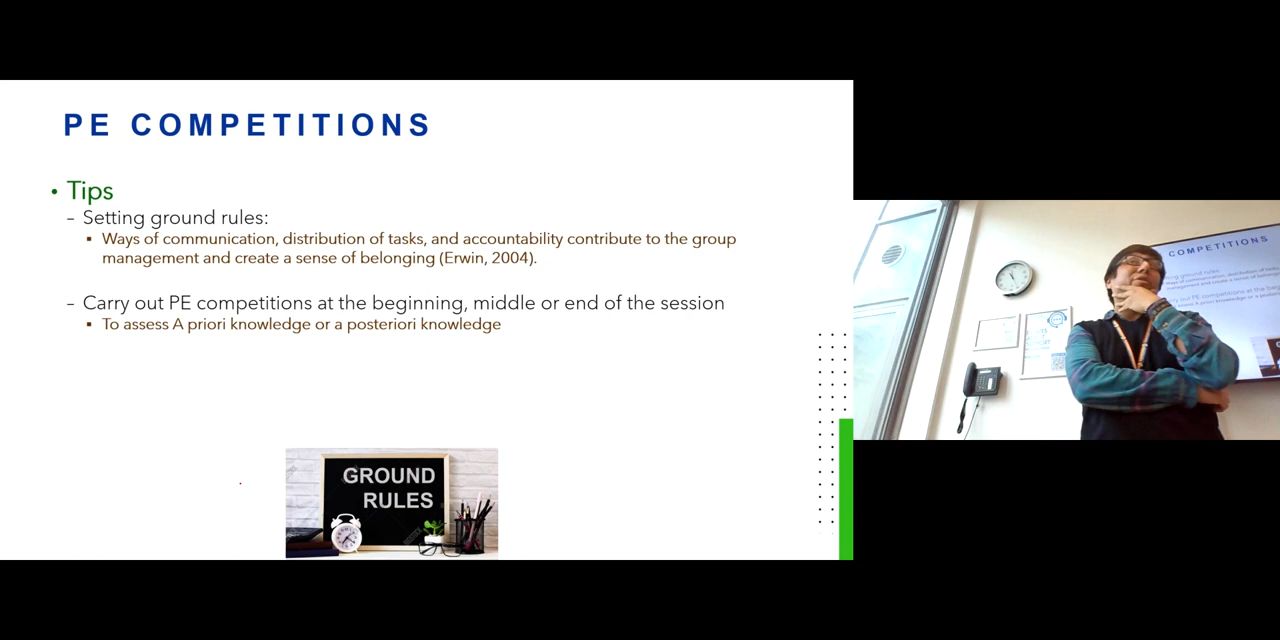 PE COMPETITIONS
• Tips
– Setting ground rules:
▪ Ways of communication, distribution of tasks, and accountability contribute to the group
management and create a sense of belonging (Erwin, 2004).
– Carry out PE competitions at the beginning, middle or end of the session
▪ To assess A priori knowledge or a posteriori knowledge
GROUND
RULES
COMPETITIONS
ground rules: